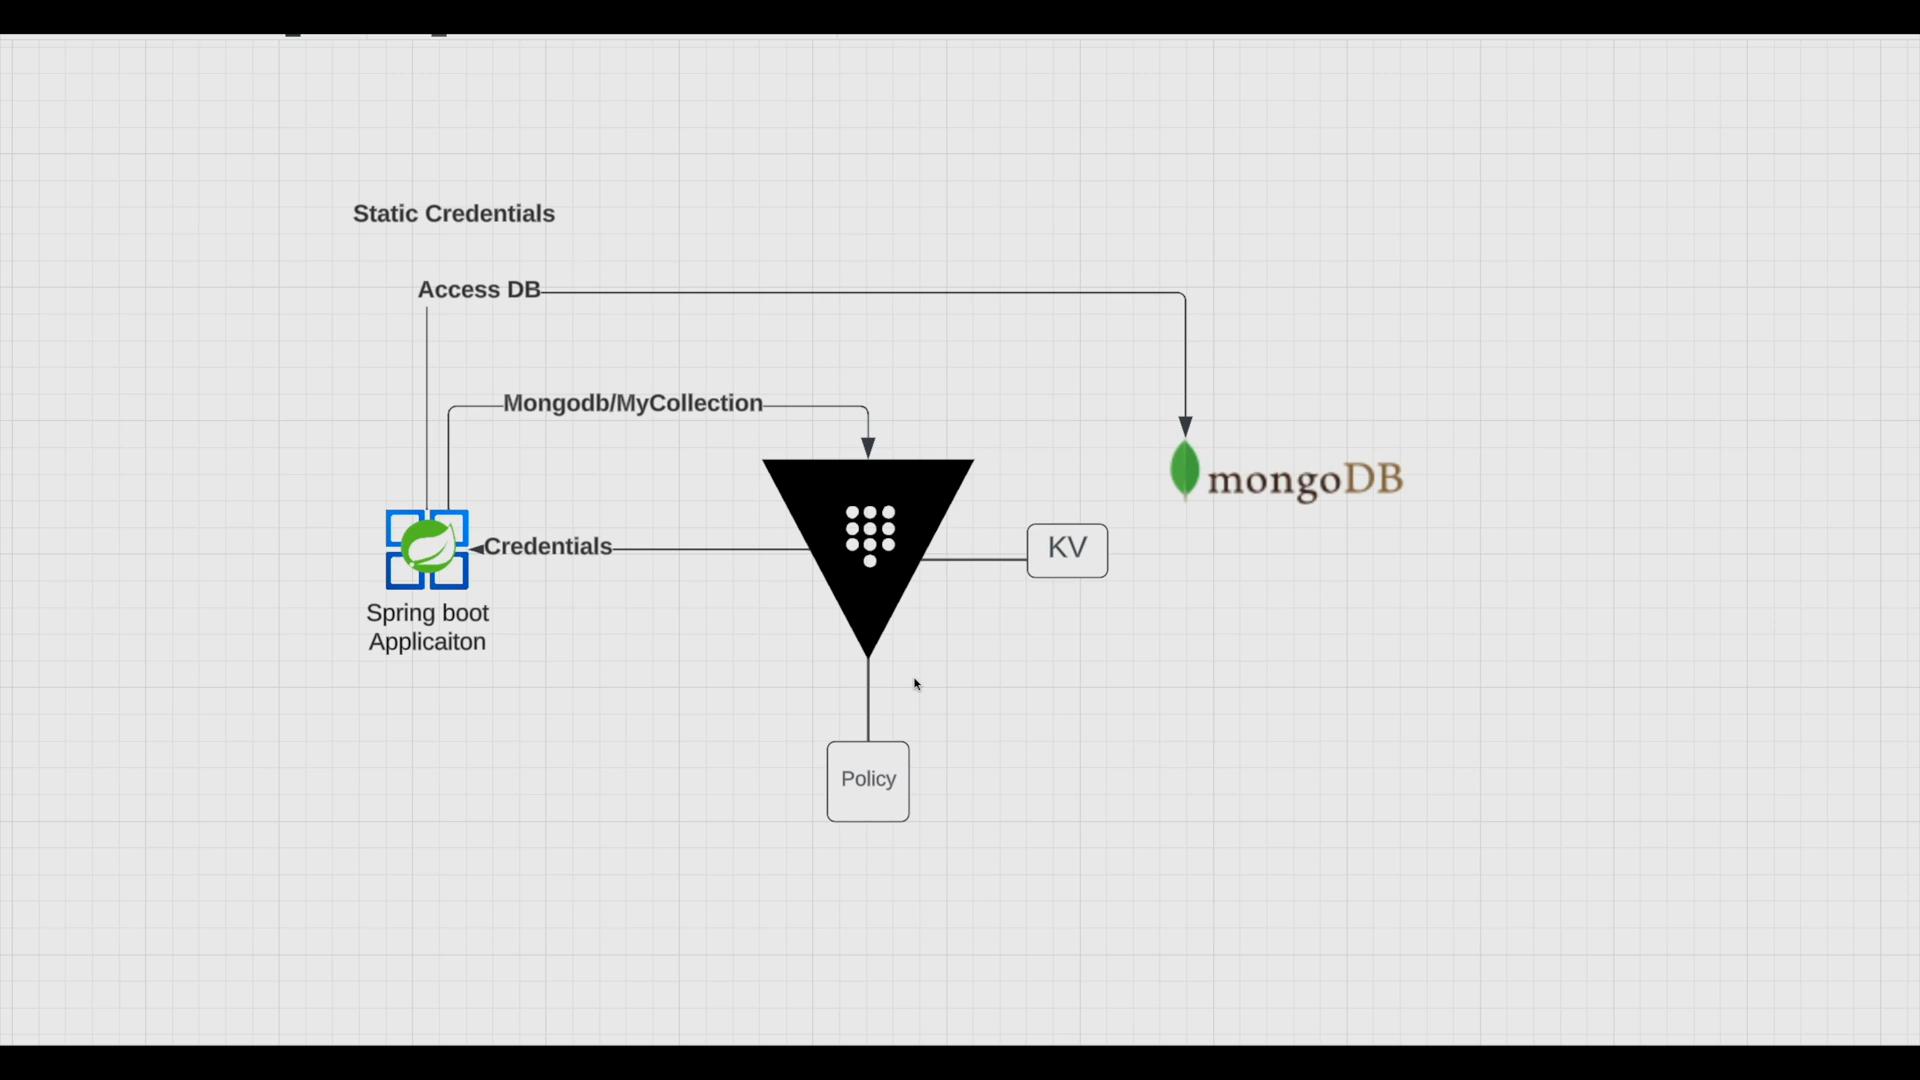 Static Credentials
Access DB
Mongodb/MyCollection
mongoDB
Credentials
KV
Spring boot
Applicaiton
Policy